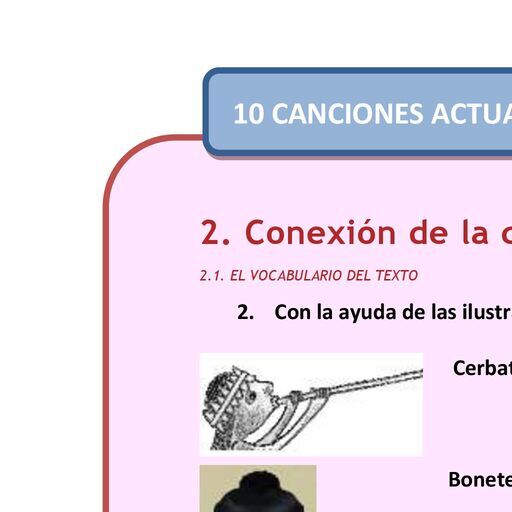 10 CANCIONES ACTUA
2. Conexión de la c
2.1. EL VOCABULARIO DEL TEXTO
2. Con la ayuda de las ilustr
Cerbat
Bonete